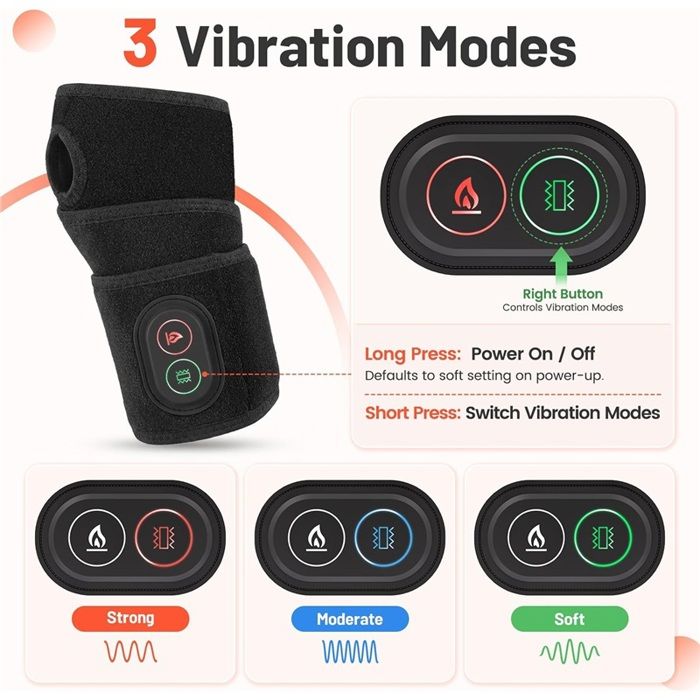 3 Vibration Modes
Right Button
Controls Vibration Modes
Long Press: Power On / Off
Defaults to soft setting on power-up.
Short Press: Switch Vibration Modes
Strong
Moderate
Soft